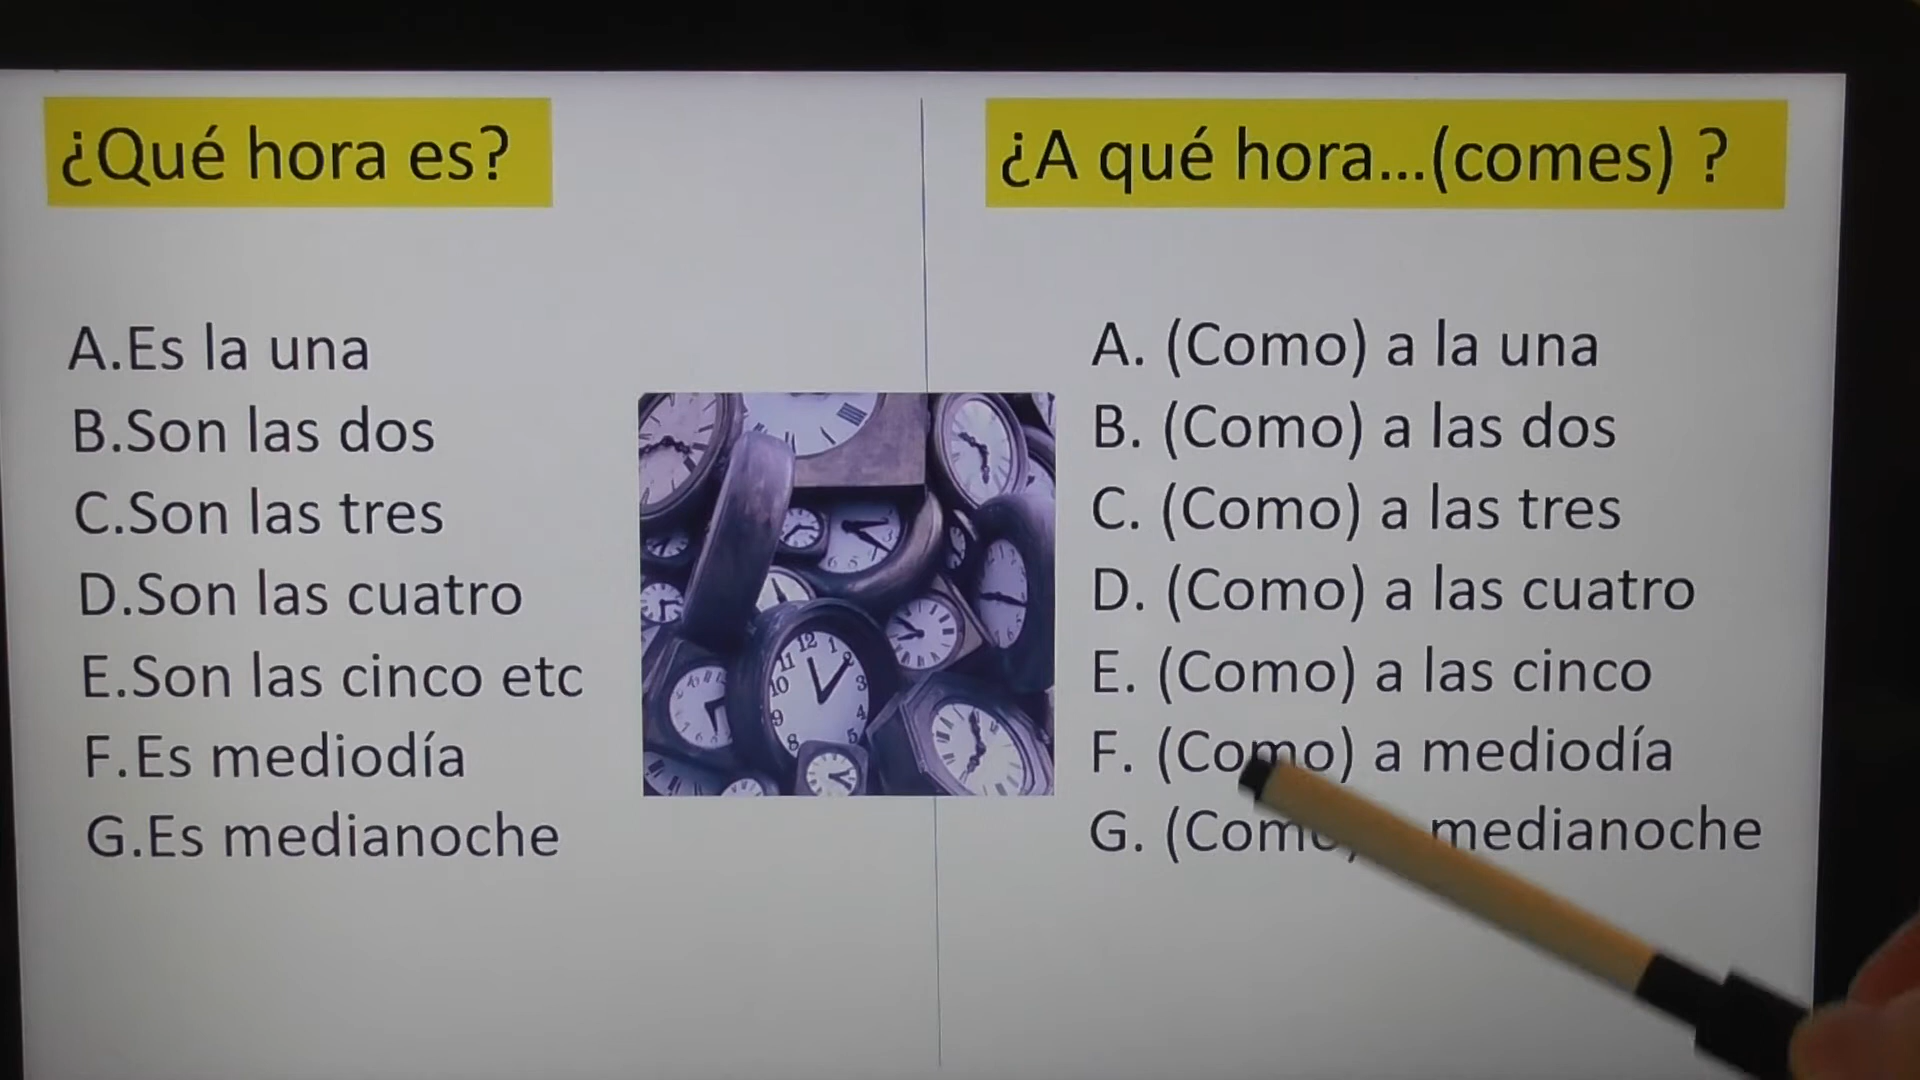 ¿Qué hora es?
A.Es la una
B.Son las dos
C.Son las tres
D.Son las cuatro
E.Son las cinco etc
F.Es mediodía
G.Es medianoche
¿A qué hora...(comes) ?
A. (Como) a la una
B. (Como) a las dos
C. (Como) a las tres
D. (Como) a las cuatro
E. (Como) a las cinco
F. (Como) a mediodía
G. (Como) medianoche